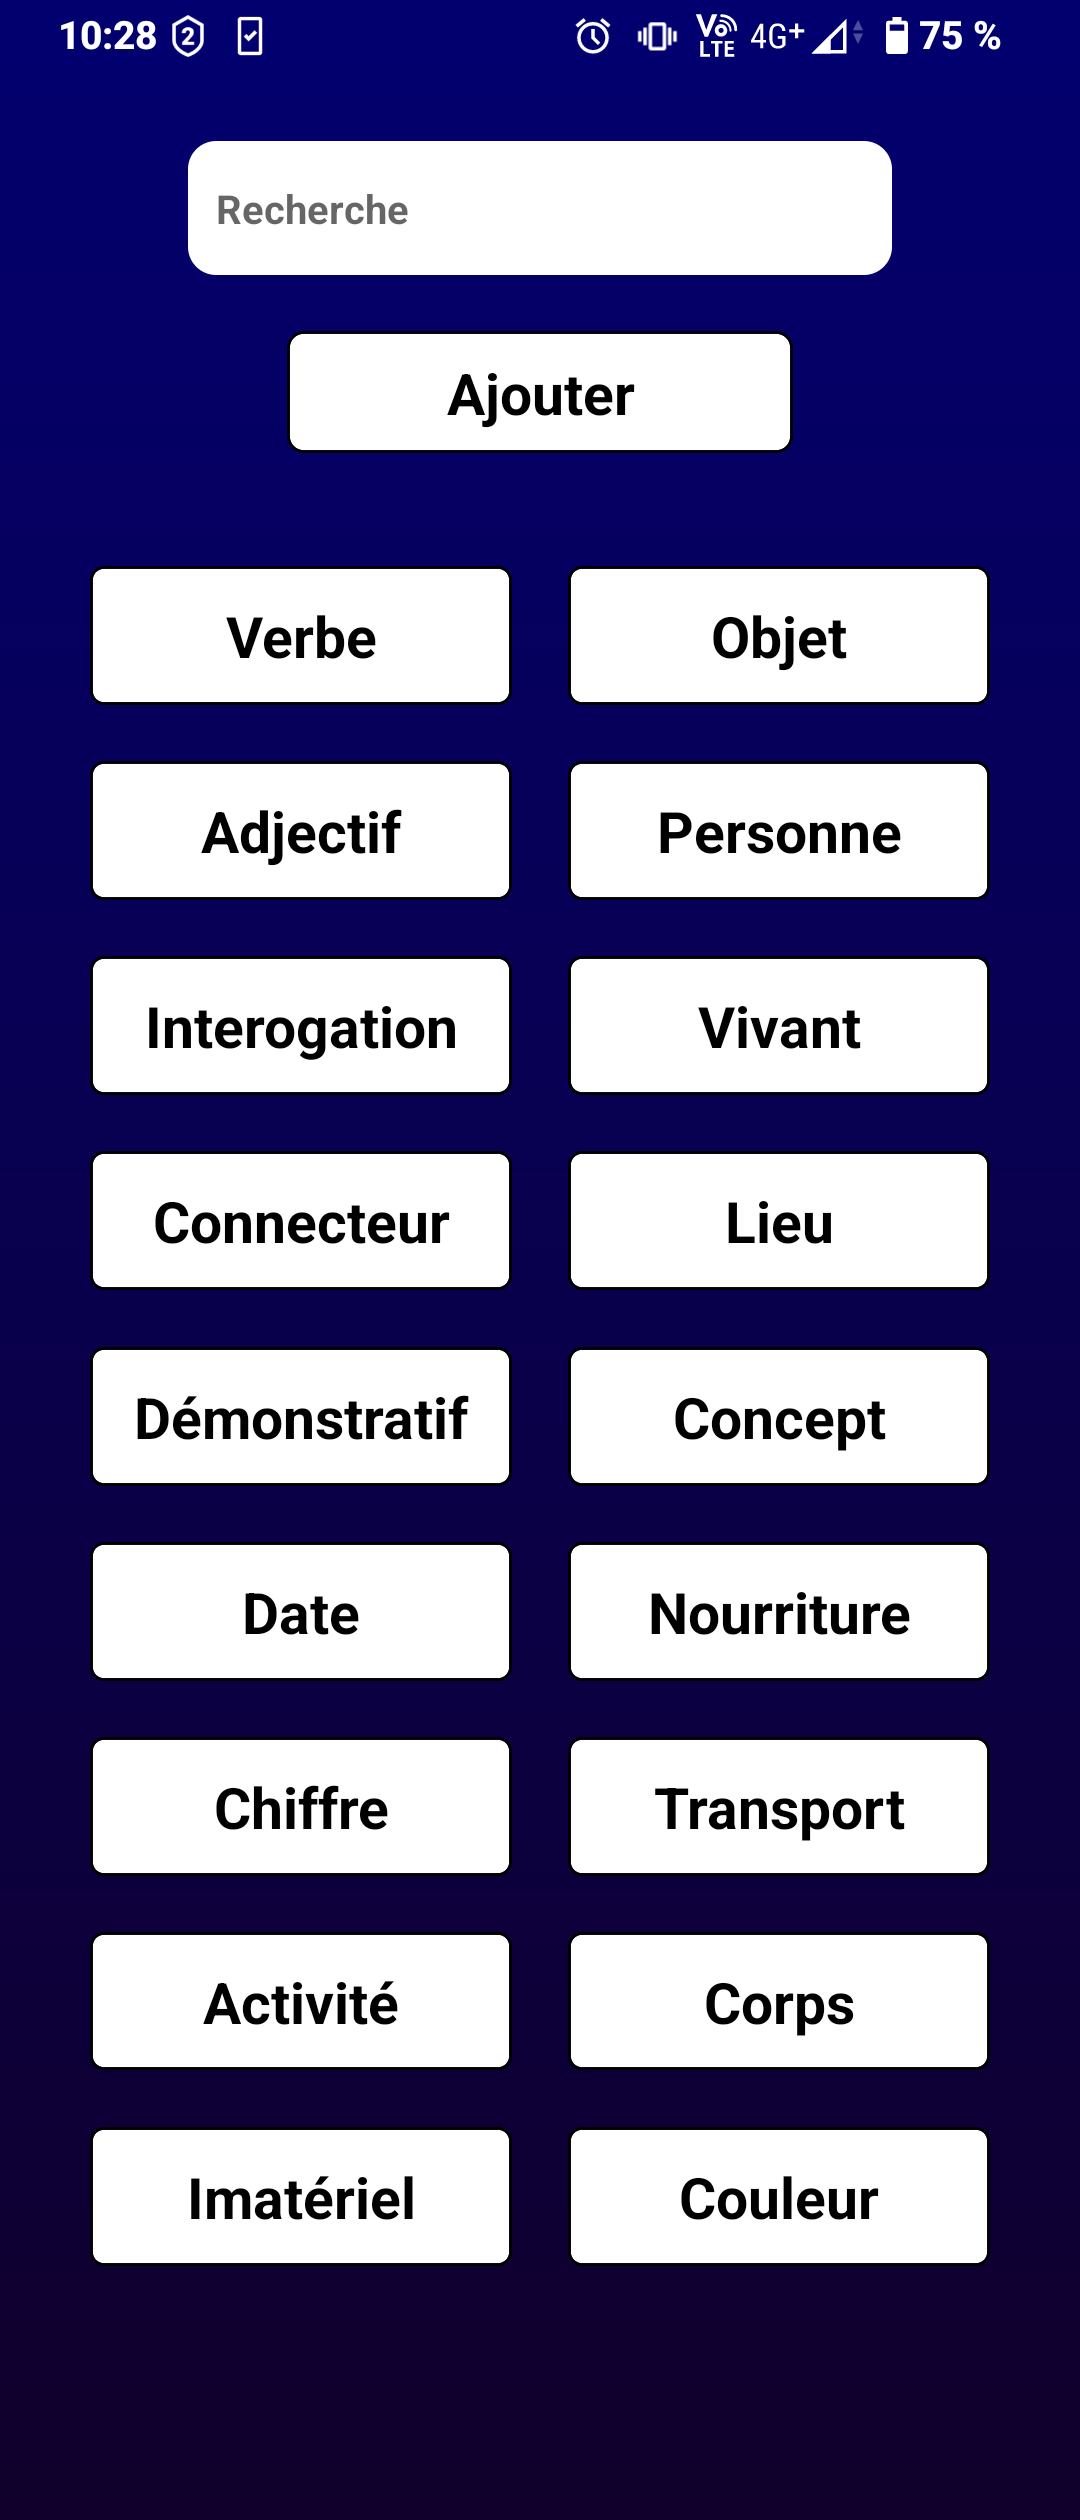 10:28 2 Vo LTE 4G+ 75 %
Recherche
Ajouter
Verbe Objet
Adjectif Personne
Interogation Vivant
Connecteur Lieu
Démonstratif Concept
Date Nourriture
Chiffre Transport
Activité Corps
Imatériel Couleur